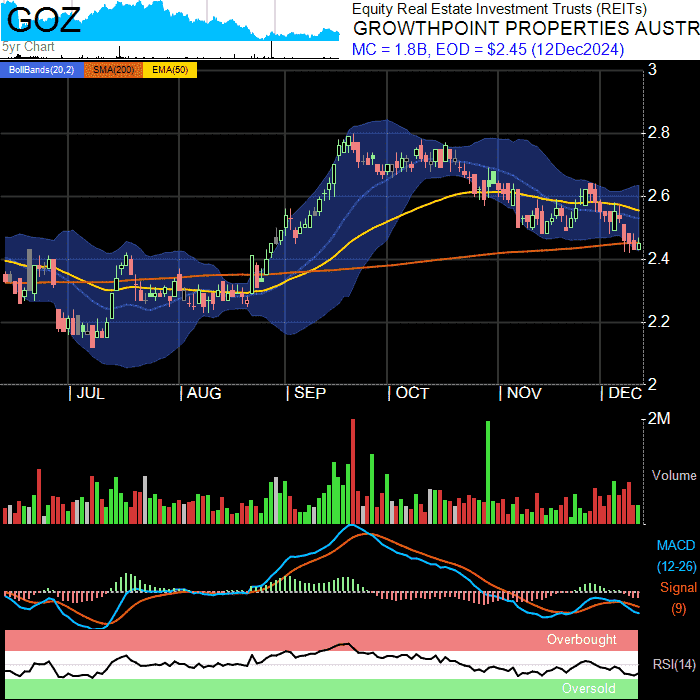 GOZ
5yr Chart
Equity Real Estate Investment Trusts (REITs)
GROWTHPOINT PROPERTIES AUSTR
MC = 1.8B, EOD = $2.45 (12Dec2024)
BollBands(20,2) SMA(200) EMA(50)
3
2.8
2.6
2.4
2.2
2
| JUL | AUG | SEP | OCT | NOV | DEC
2M
Volume
MACD
(12-26)
Signal
(9)
Overbought
RSI(14)
Oversold